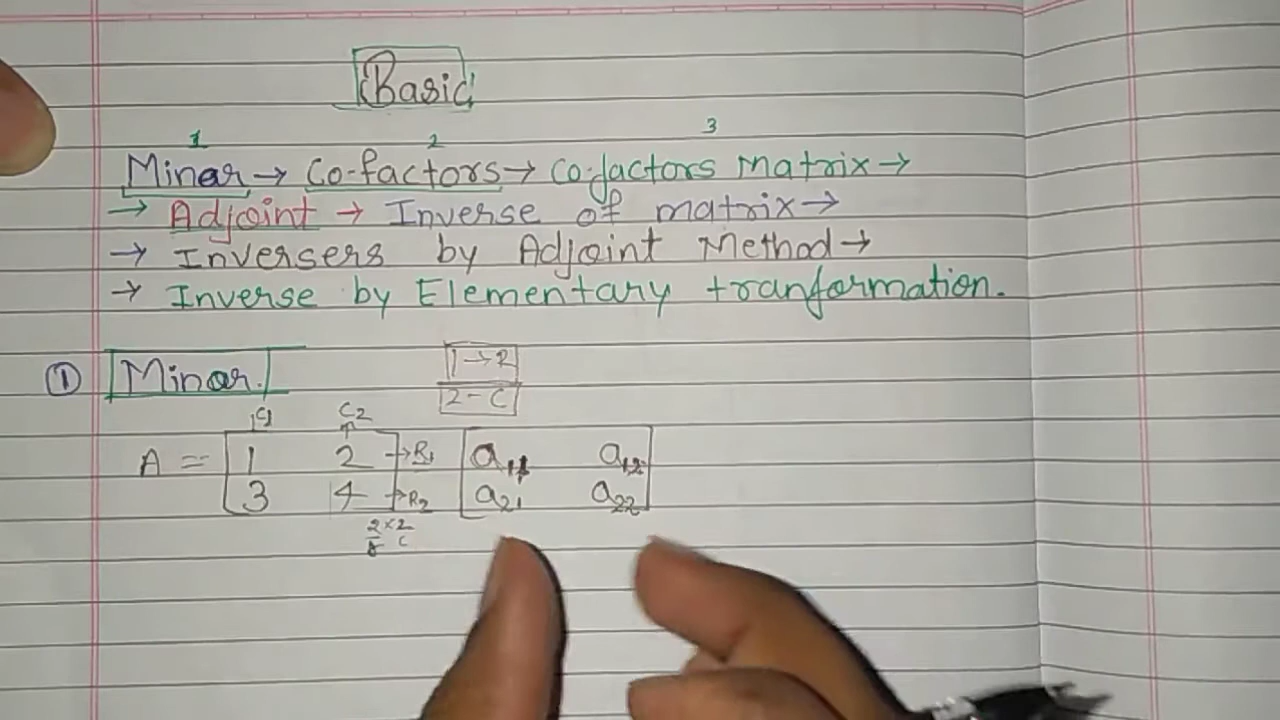 Basic
1 2 3
Minar → Co-factors → Cofactors Matrix →
→ Adjoint → Inverse of matrix →
→ Inversers by Adjoint Method →
→ Inverse by Elementary tranformation.
① Minar.
1 → R
2 - C
C1 C2
A = 1 2 → R1 a11 a12
3 4 → R2 a21 a22
2 × 2
C